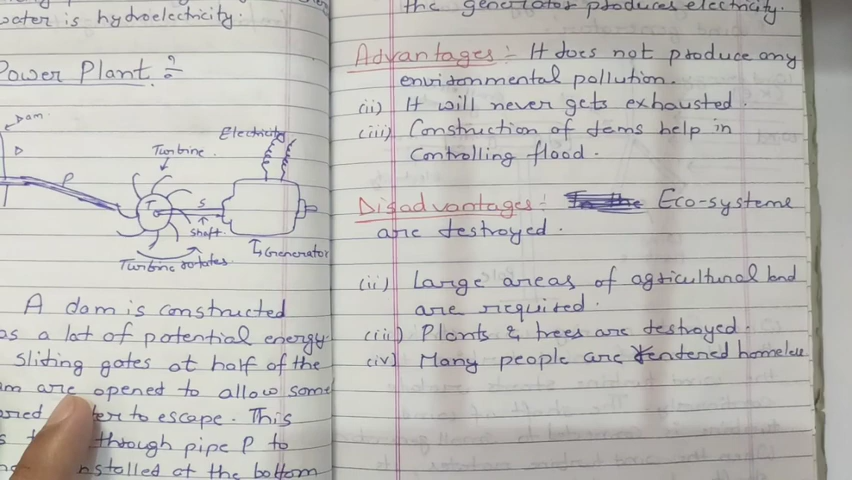 water is hydroelectricity.
Power Plant :-
Dam
D
P
Turbine
T
S
shaft.
Electricity
Generator
Turbine rotates
A dam is constructed
as a lot of potential energy.
Sliding gates at half of the
are opened to allow some
to escape. This
through pipe P to
installed at the bottom
the generator produces electricity.
Advantages :- It does not produce any
environmental pollution.
(ii) It will never gets exhausted.
(iii) Construction of dams help in
Controlling flood.
Disadvantages :- Eco-systems
are destroyed.
(ii) Large areas of agricultural land
are required.
(iii) Plants & trees are destroyed.
(iv) Many people are rendered homeless